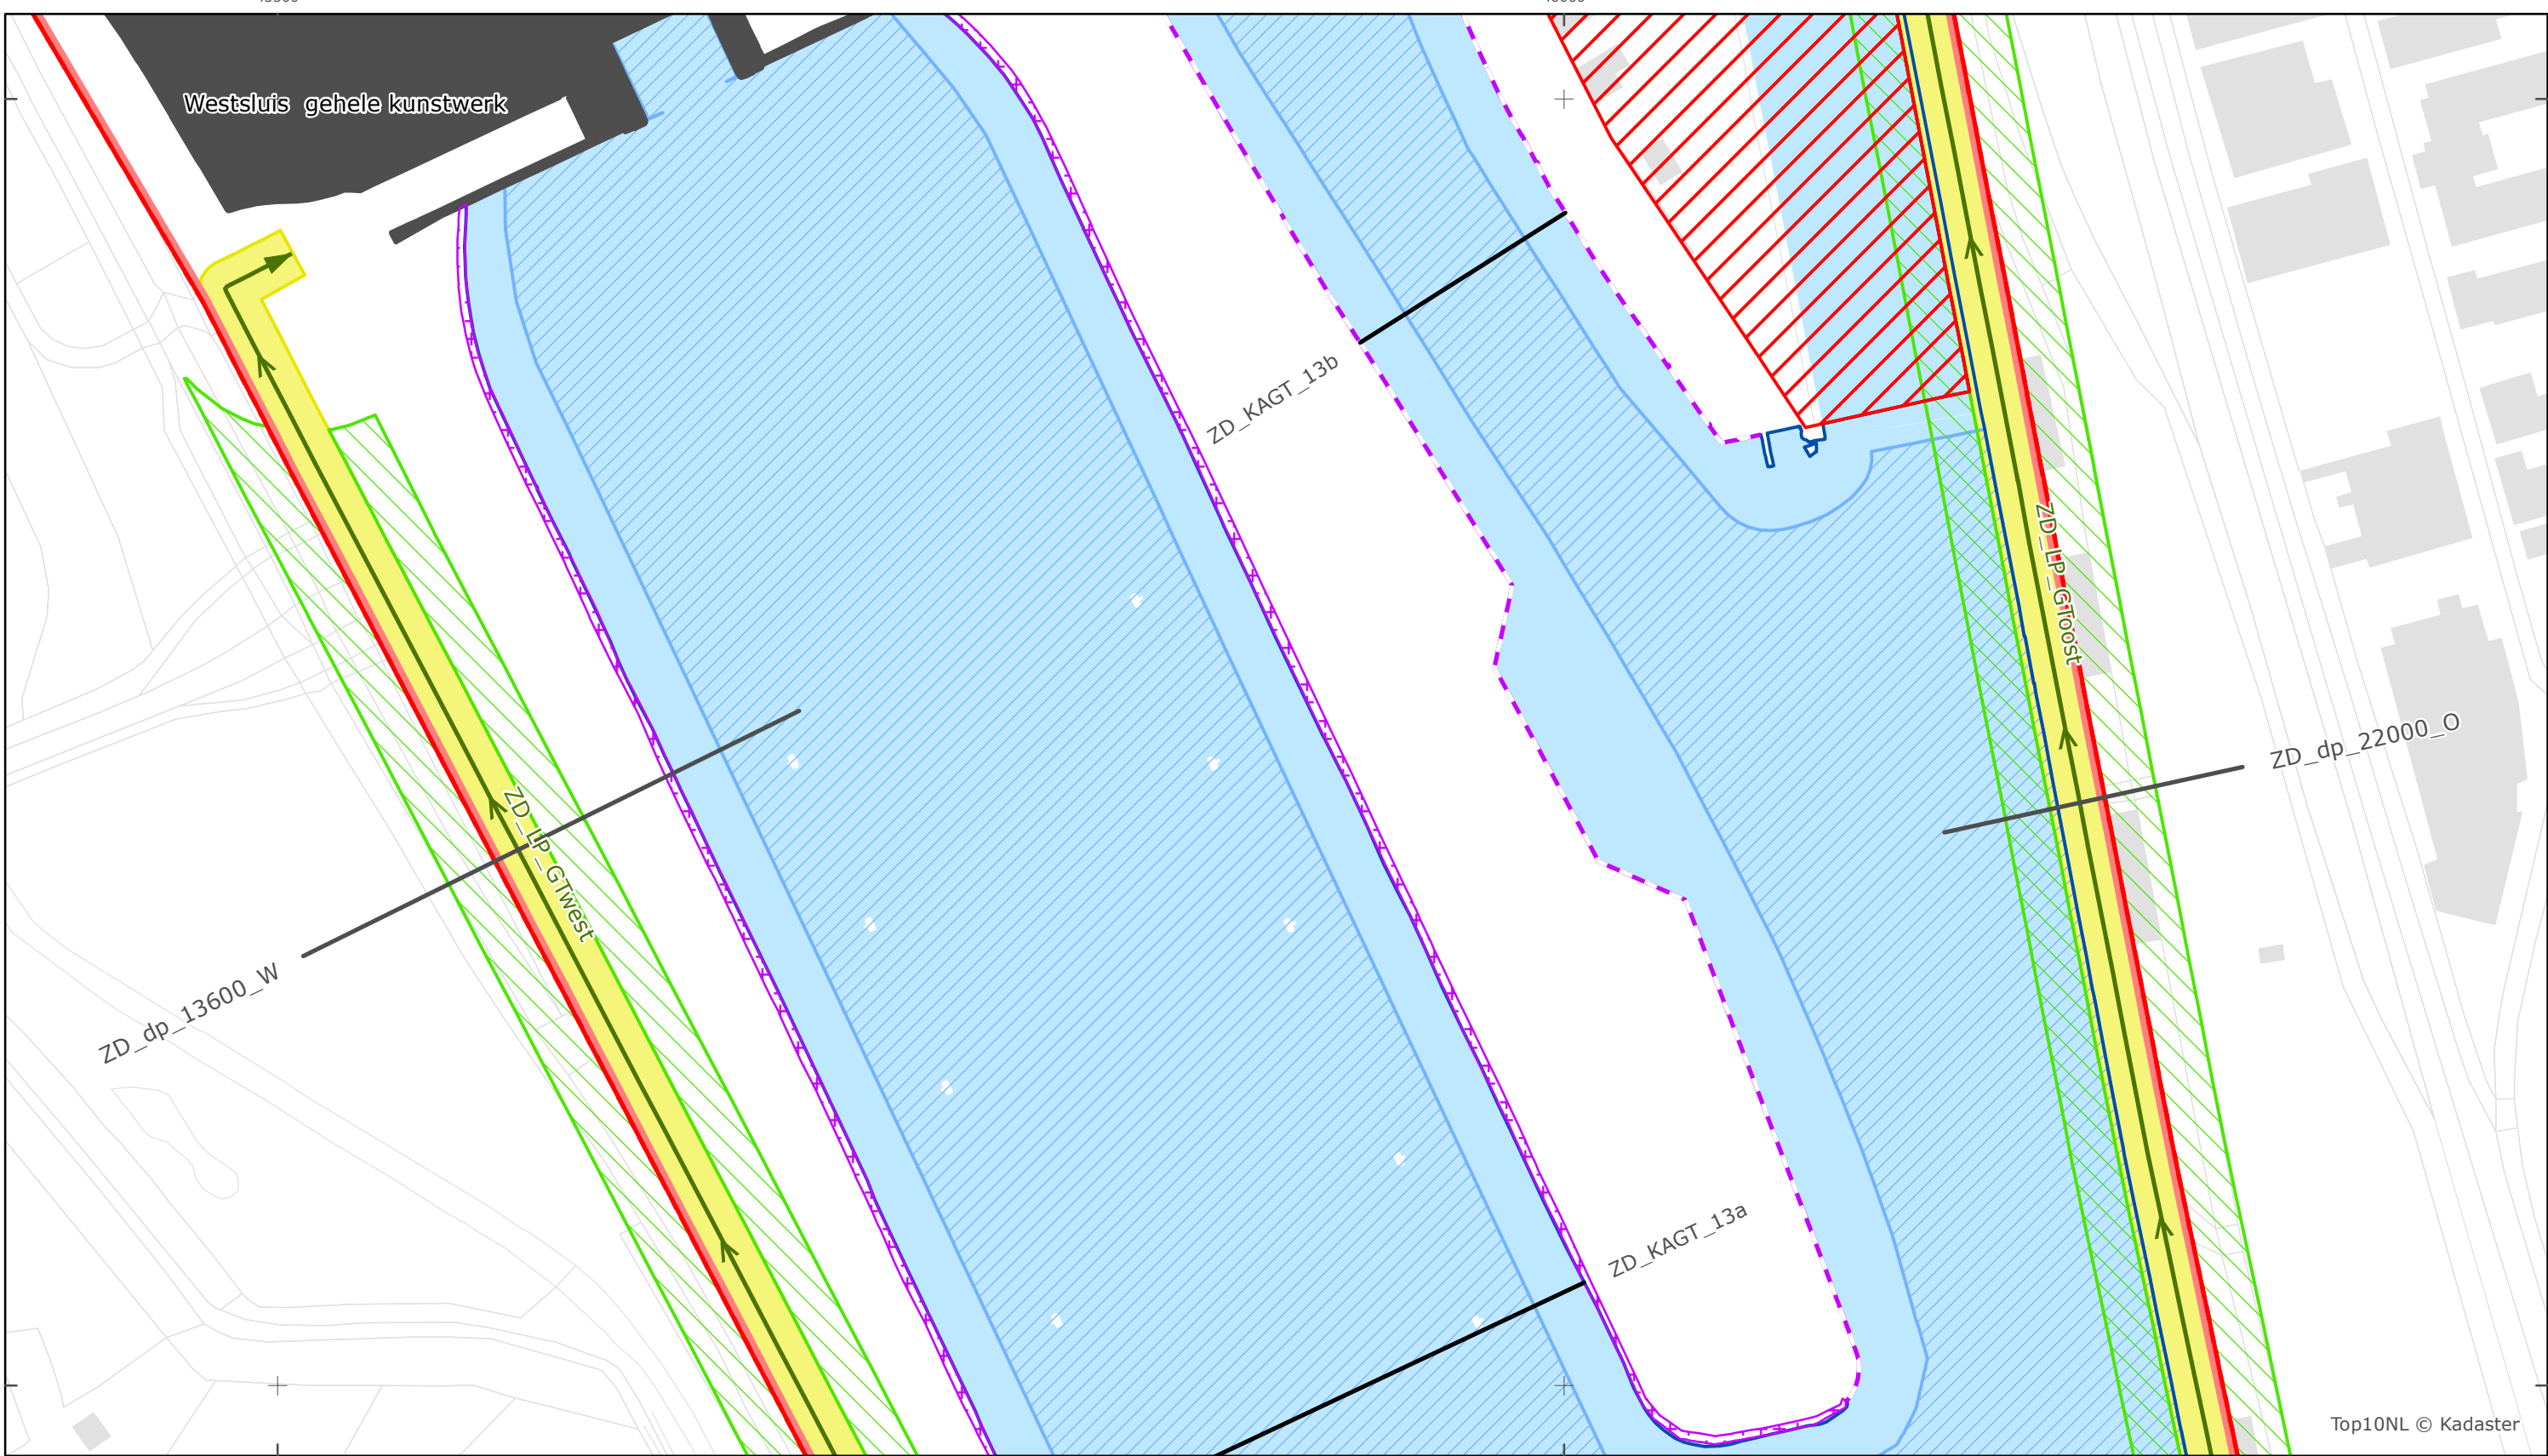 Westsluis gehele kunstwerk
ZD_KAGT_13b
ZD_LP_GToost
ZD_dp_22000_O
ZD_LP_GTwest
ZD_dp_13600_W
ZD_KAGT_13a
Top10NL © Kadaster